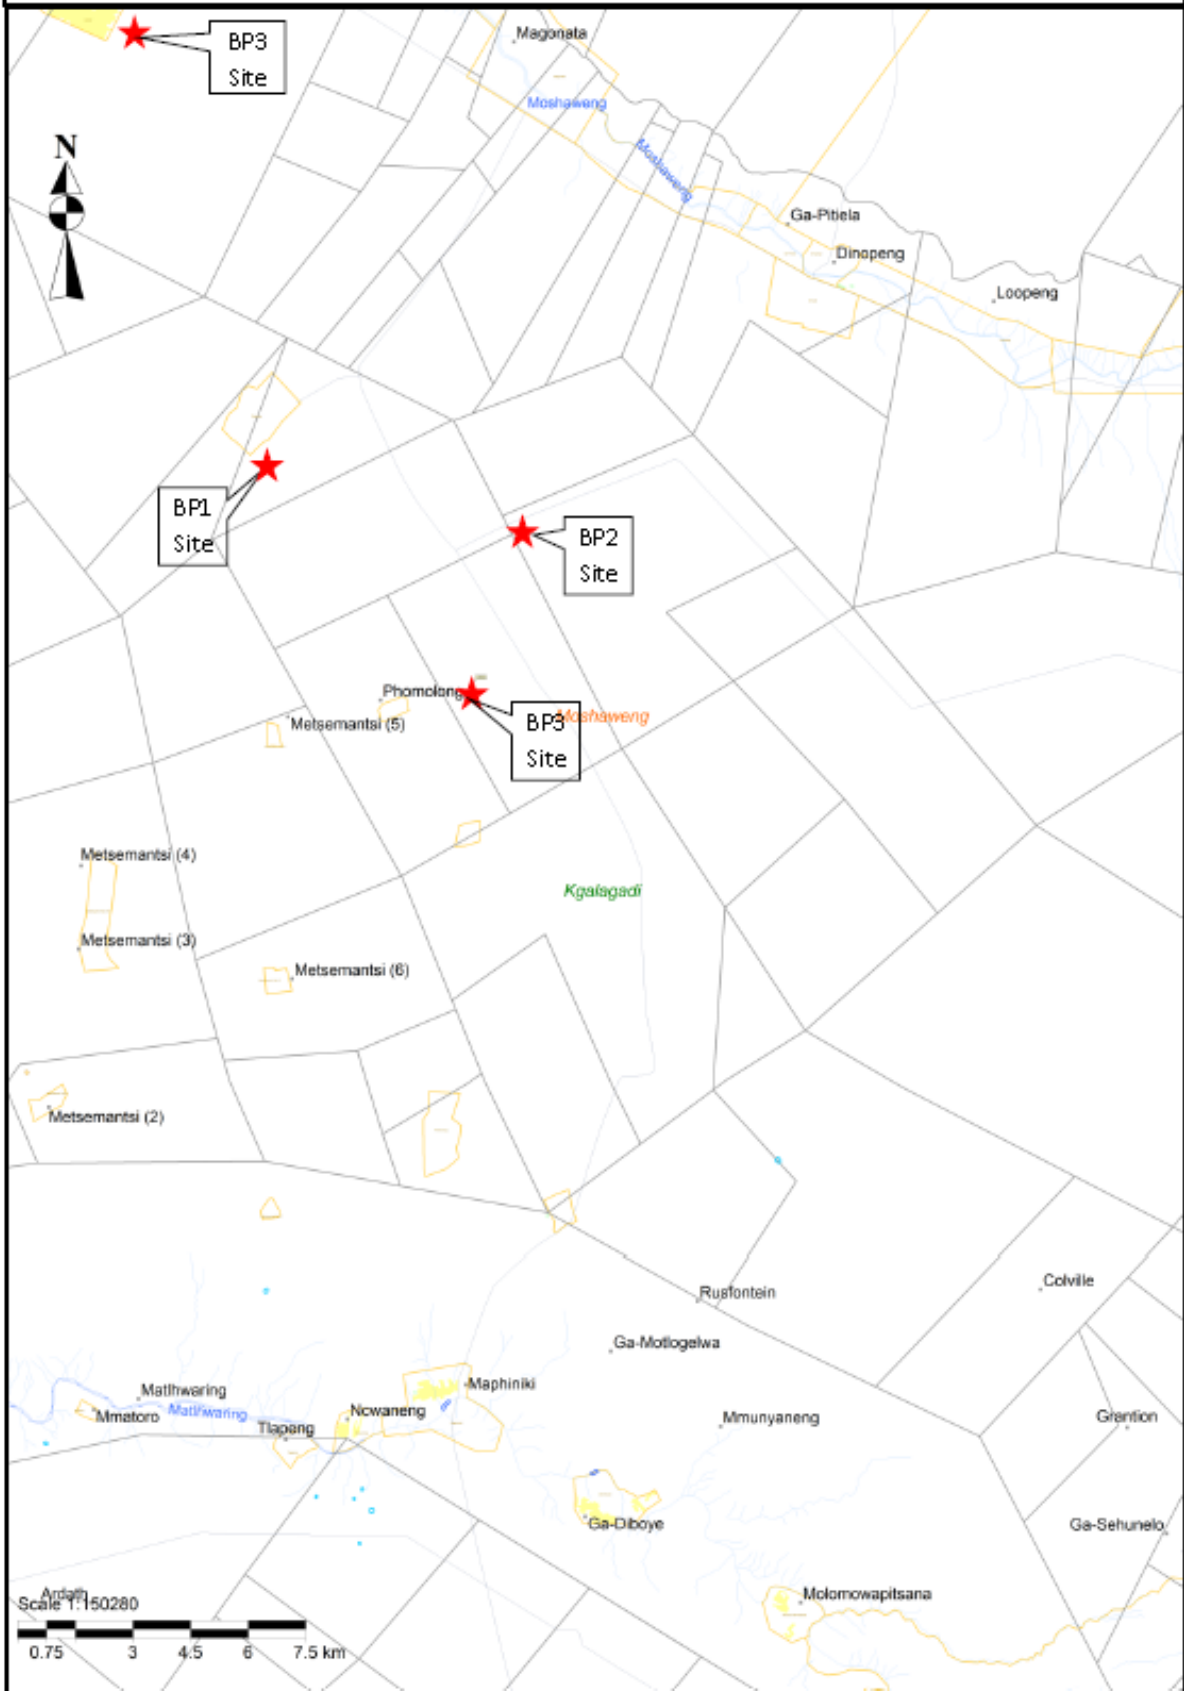 BP3
Site
Magonata
Moshaweng
N
Moshaweng
Ga-Pitiela
Dinopeng
Loopeng
BP1
Site
BP2
Site
Phomolong
Metsemantsi (5)
BP3
Site
Moshaweng
Metsemantsi (4)
Kgalagadi
Metsemantsi (3)
Metsemantsi (6)
Metsemantsi (2)
Colville
Rusfontein
Ga-Motlogelwa
Maphiniki
Matlhwaring
Mmatoro
Matlhwaring
Ncwaneng
Tlapeng
Mmunyaneng
Grantion
Ga-Diboye
Ga-Sehunelo
Ardath
Molomowapitsana
Scale 1:150280
0.75 3 4.5 6 7.5 km